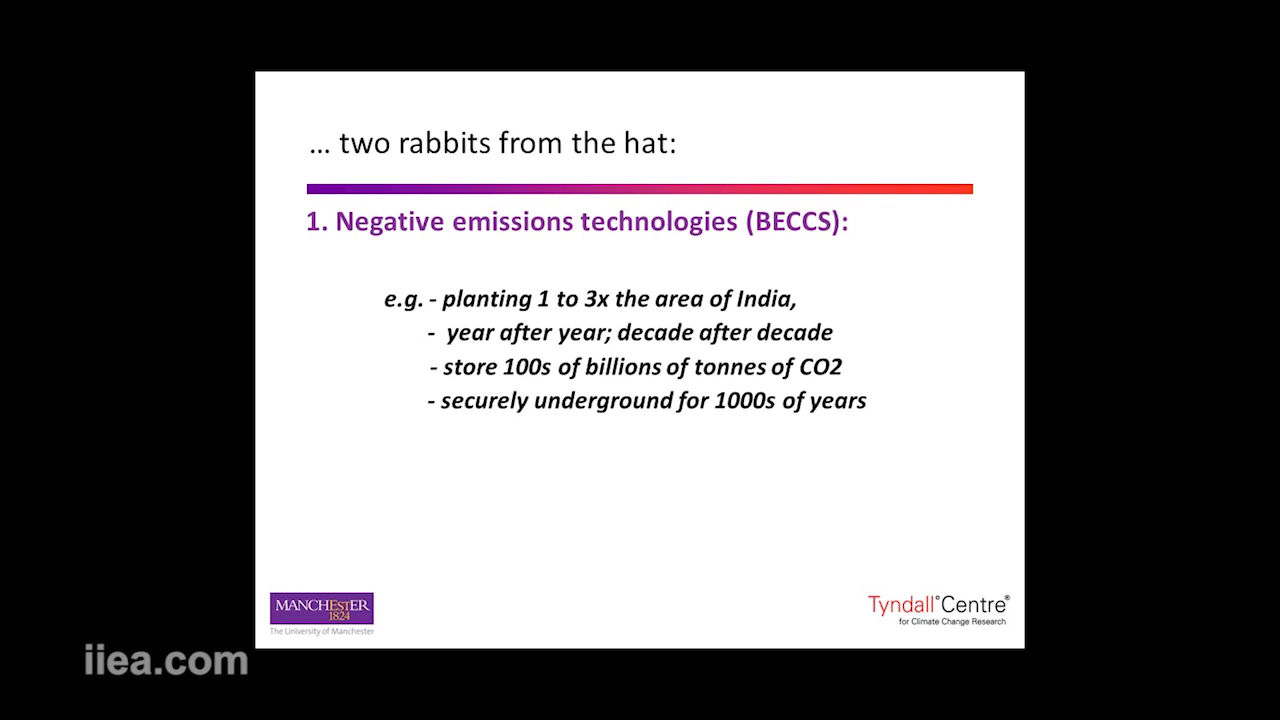 ... two rabbits from the hat:
1. Negative emissions technologies (BECCS):
e.g. - planting 1 to 3x the area of India,
- year after year; decade after decade
- store 100s of billions of tonnes of CO2
- securely underground for 1000s of years
MANCHESTER
1824
The University of Manchester
Tyndall°Centre®
for Climate Change Research
iiea.com